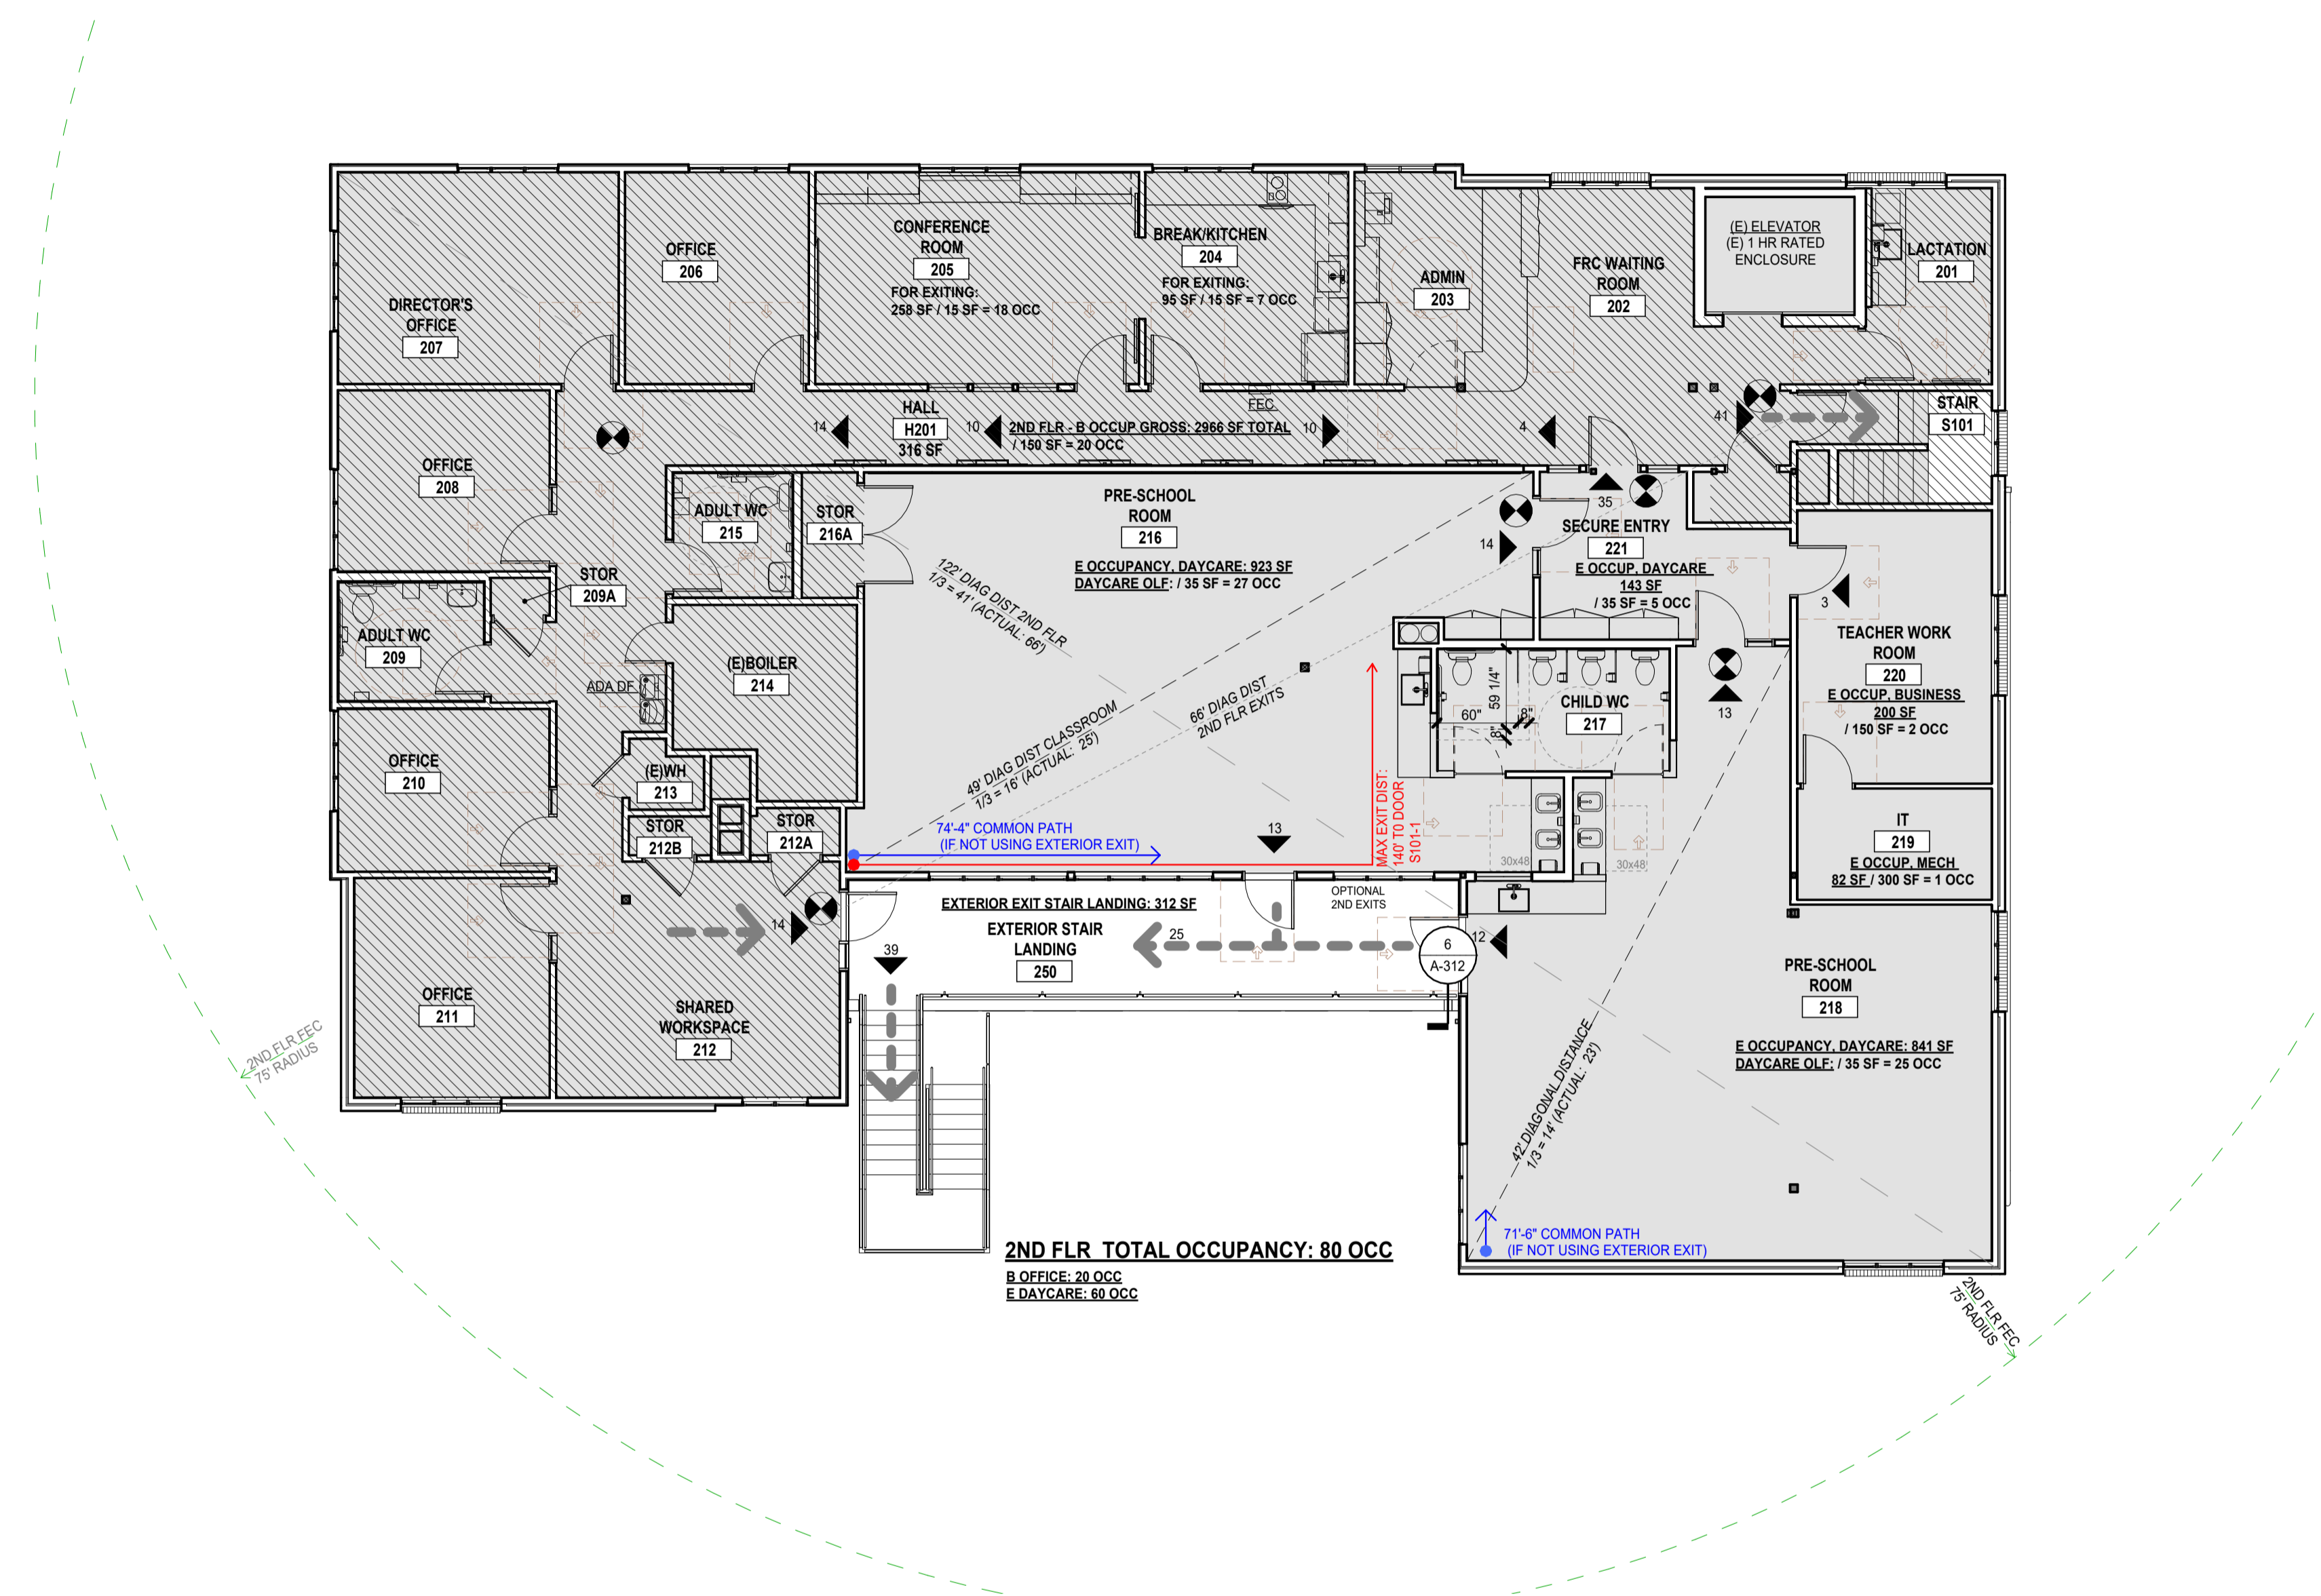 (E) ELEVATOR
(E) 1 HR RATED
ENCLOSURE
LACTATION
201
FRC WAITING
ROOM
202
ADMIN
203
BREAK/KITCHEN
204
FOR EXITING:
95 SF / 15 SF = 7 OCC
CONFERENCE
ROOM
205
FOR EXITING:
258 SF / 15 SF = 18 OCC
OFFICE
206
DIRECTOR'S
OFFICE
207
HALL
H201
316 SF
14
10
2ND FLR - B OCCUP GROSS: 2966 SF TOTAL
/ 150 SF = 20 OCC
10
FEC
4
41
STAIR
S101
OFFICE
208
STOR
209A
ADULT WC
209
ADULT WC
215
STOR
216A
PRE-SCHOOL
ROOM
216
E OCCUPANCY, DAYCARE: 923 SF
DAYCARE OLF: / 35 SF = 27 OCC
14
35
SECURE ENTRY
221
E OCCUP, DAYCARE
143 SF
/ 35 SF = 5 OCC
3
TEACHER WORK
ROOM
220
E OCCUP, BUSINESS
200 SF
/ 150 SF = 2 OCC
122' DIAG DIST 2ND FLR
1/3 = 41' (ACTUAL: 66')
49' DIAG DIST CLASSROOM
1/3 = 16' (ACTUAL: 25')
66' DIAG DIST
2ND FLR EXITS
(E)BOILER
214
ADA DF
OFFICE
210
(E)WH
213
STOR
212B
STOR
212A
59 1/4"
60"
8"
8"
CHILD WC
217
13
74'-4" COMMON PATH
(IF NOT USING EXTERIOR EXIT)
13
MAX EXIT DIST:
140' TO DOOR
S101-1
30x48
30x48
IT
219
E OCCUP, MECH
82 SF / 300 SF = 1 OCC
OPTIONAL
2ND EXITS
EXTERIOR EXIT STAIR LANDING: 312 SF
EXTERIOR STAIR
LANDING
250
25
14
39
6
A-312
12
PRE-SCHOOL
ROOM
218
E OCCUPANCY, DAYCARE: 841 SF
DAYCARE OLF: / 35 SF = 25 OCC
OFFICE
211
SHARED
WORKSPACE
212
2ND FLR FEC
75' RADIUS
42' DIAGONAL DISTANCE
1/3 = 14' (ACTUAL: 23')
71'-6" COMMON PATH
(IF NOT USING EXTERIOR EXIT)
2ND FLR TOTAL OCCUPANCY: 80 OCC
B OFFICE: 20 OCC
E DAYCARE: 60 OCC
2ND FLR FEC
75' RADIUS